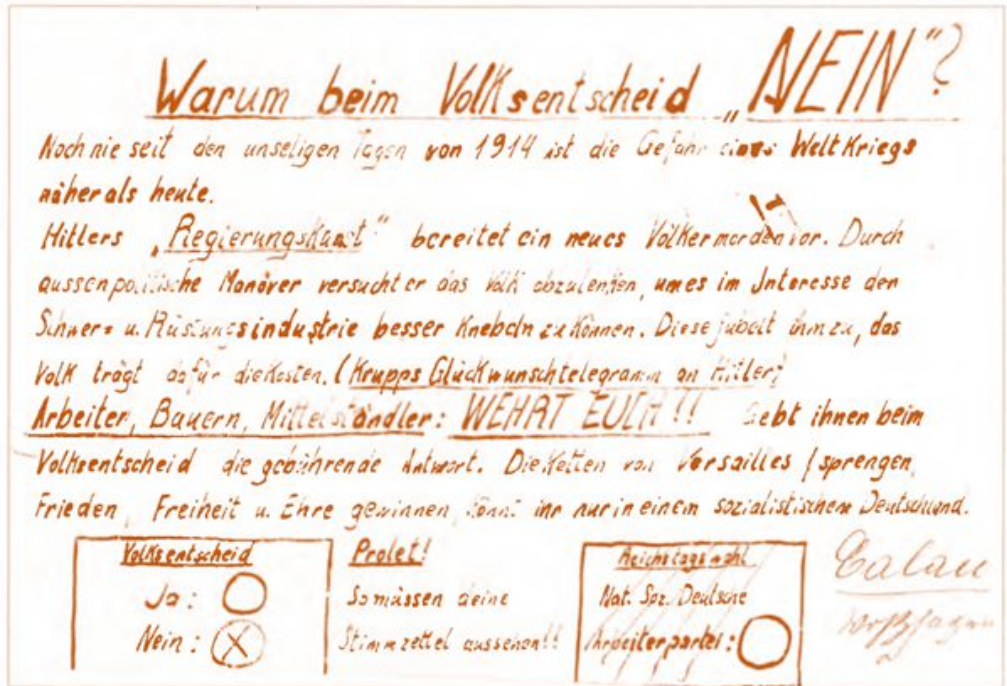 Warum beim Volksentscheid „NEIN"?
Noch nie seit den unseligen Tagen von 1914 ist die Gefahr eines Weltkriegs
näher als heute.
Hitlers „Regierungskunst" bereitet ein neues Völkermorden vor. Durch
aussenpolitische Manöver versucht er das Volk abzulenken, um es im Interesse der
Schwer= u. Rüstungsindustrie besser knebeln zu können. Diese jubelt ihm zu, das
Volk trägt dafür die Kosten. (Krupps Glückwunschtelegramm an Hitler)
Arbeiter, Bauern, Mittelständler: WEHRT EUCH!! Gebt ihnen beim
Volksentscheid die gebührende Antwort. Die Ketten von Versailles sprengen,
Frieden, Freiheit u. Ehre gewinnen, könnt ihr nur in einem sozialistischem Deutschland.
Volksentscheid
Ja:
Nein: X
Prolet!
So müssen deine
Stimmzettel aussehen!!
Reichstagswahl
Nat. Soz. Deutsche
Arbeiterpartei:
Calau